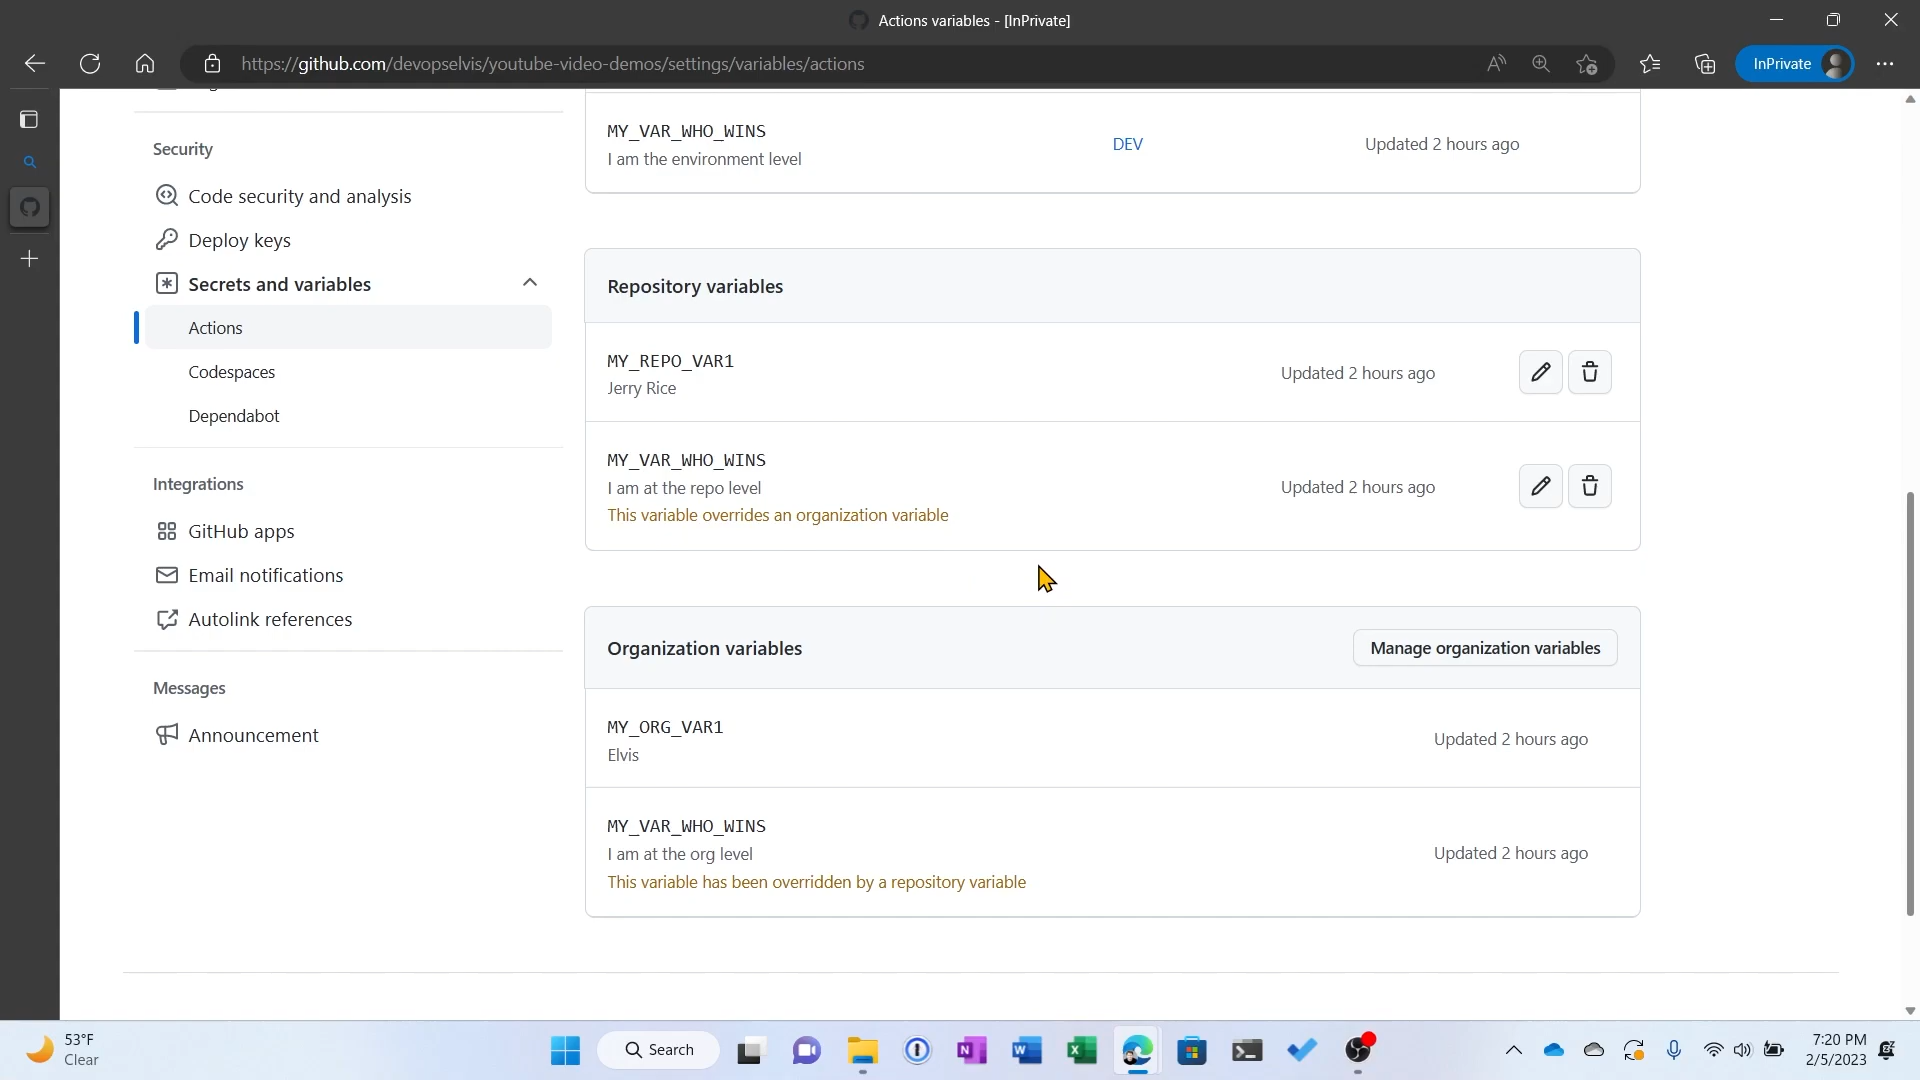 Actions variables - [InPrivate]
https://github.com/devopselvis/youtube-video-demos/settings/variables/actions
InPrivate
Security
Code security and analysis
Deploy keys
Secrets and variables
Actions
Codespaces
Dependabot
Integrations
GitHub apps
Email notifications
Autolink references
Messages
Announcement
MY_VAR_WHO_WINS
I am the environment level
DEV
Updated 2 hours ago
Repository variables
MY_REPO_VAR1
Jerry Rice
Updated 2 hours ago
MY_VAR_WHO_WINS
I am at the repo level
This variable overrides an organization variable
Updated 2 hours ago
Organization variables
Manage organization variables
MY_ORG_VAR1
Elvis
Updated 2 hours ago
MY_VAR_WHO_WINS
I am at the org level
This variable has been overridden by a repository variable
Updated 2 hours ago
53°F
Clear
Search
7:20 PM
2/5/2023